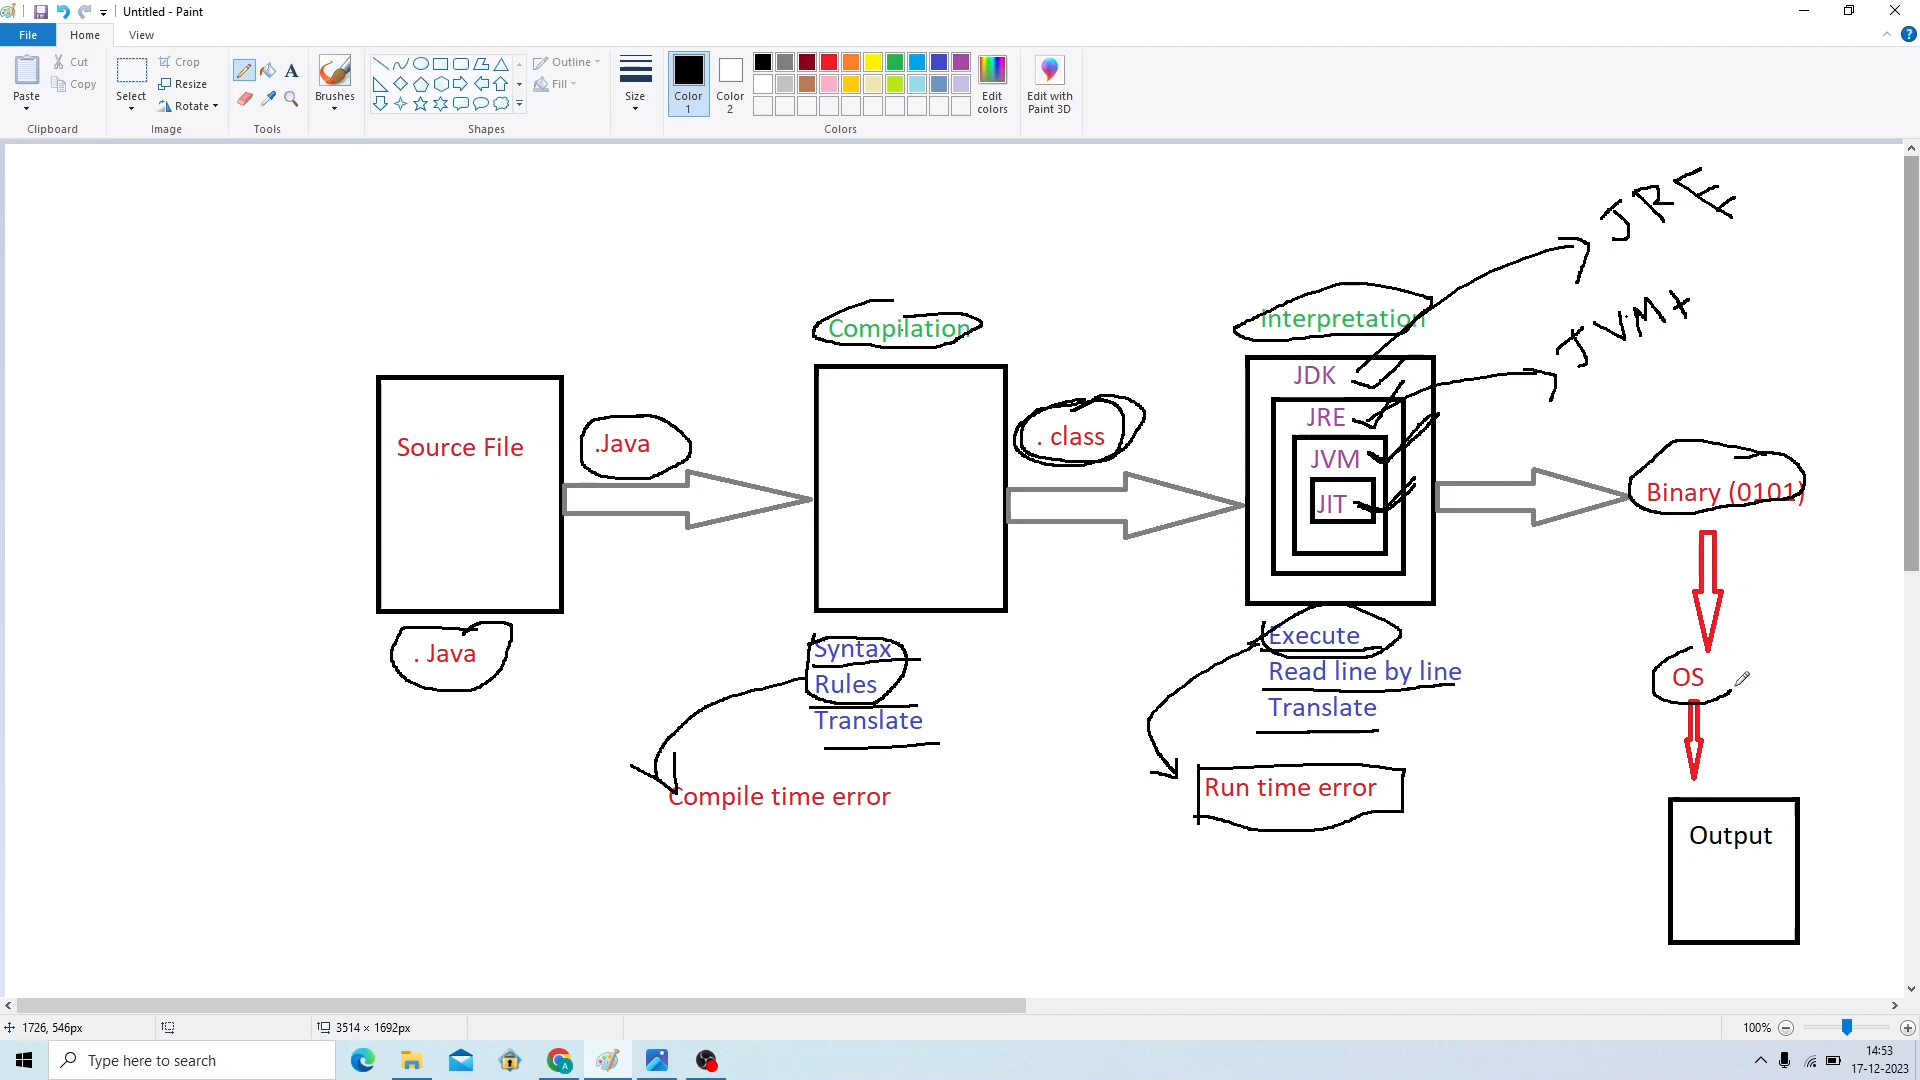 Untitled - Paint
File Home View
Paste
Cut
Copy
Clipboard
Select
Crop
Resize
Rotate
Image
A
Tools
Brushes
Shapes
Outline
Fill
Size
Color 1
Color 2
Edit colors
Edit with Paint 3D
Colors
JRE
JVM+
Compilation
Interpretation
JDK
JRE
JVM
JIT
Source File
.Java
. class
Binary (0101)
. Java
Syntax
Rules
Translate
Execute
Read line by line
Translate
OS
Compile time error
Run time error
Output
1726, 546px
3514 × 1692px
100%
Type here to search
14:53
17-12-2023